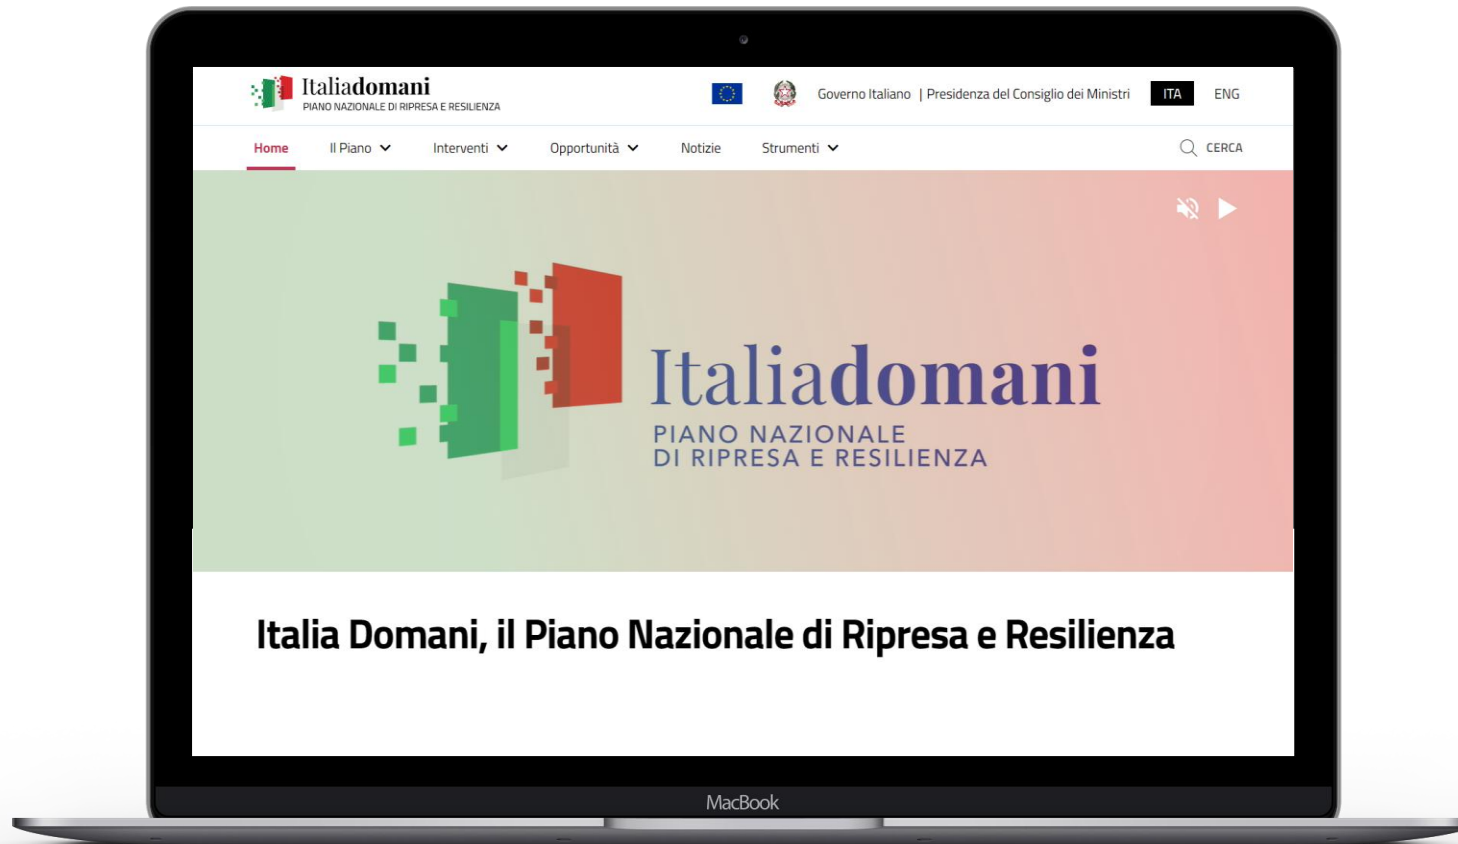 Italiadomani
PIANO NAZIONALE DI RIPRESA E RESILIENZA
Governo Italiano | Presidenza del Consiglio dei Ministri
ITA
ENG
Home
Il Piano
Interventi
Opportunità
Notizie
Strumenti
CERCA
Italiadomani
PIANO NAZIONALE
DI RIPRESA E RESILIENZA
Italia Domani, il Piano Nazionale di Ripresa e Resilienza
MacBook